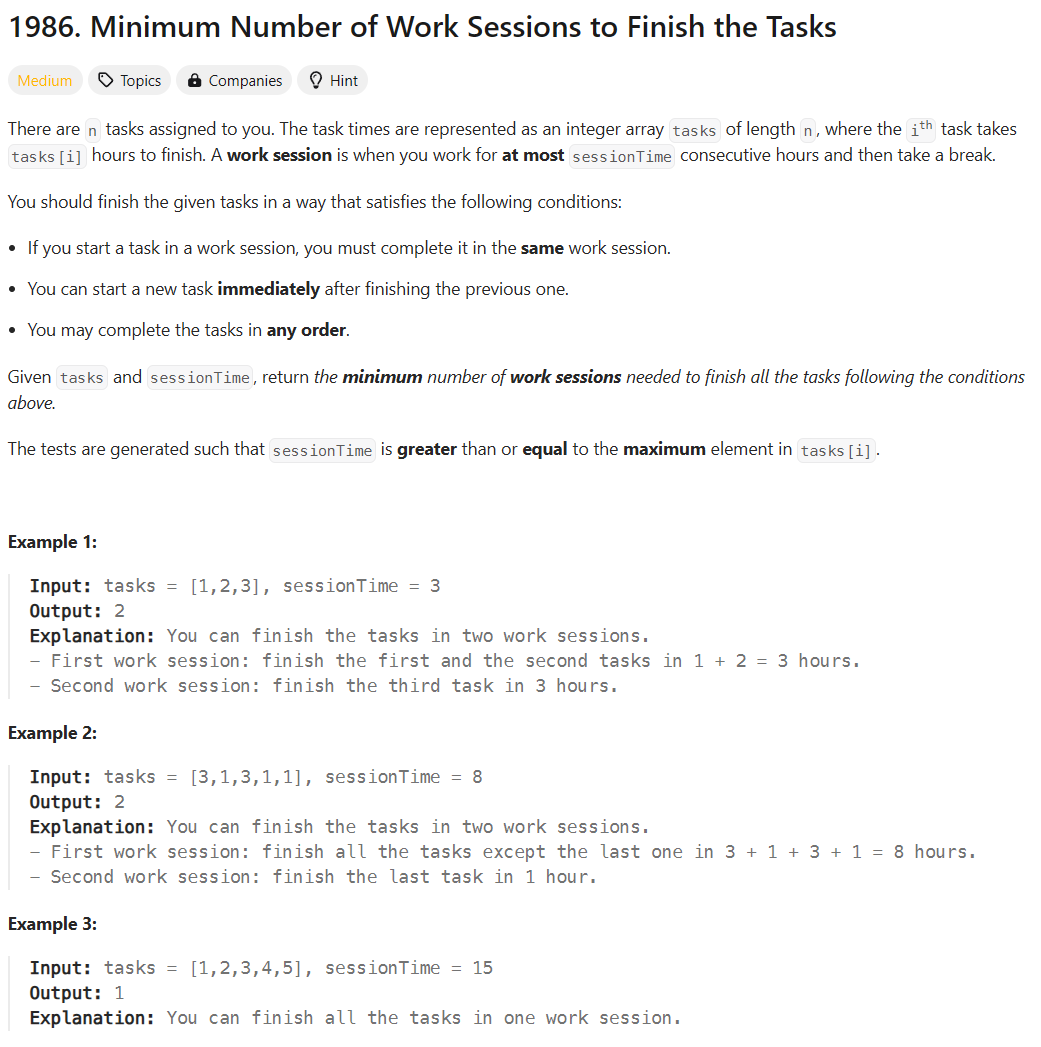 1986. Minimum Number of Work Sessions to Finish the Tasks
Medium Topics Companies Hint
There are n tasks assigned to you. The task times are represented as an integer array tasks of length n, where the ith task takes
tasks[i] hours to finish. A work session is when you work for at most sessionTime consecutive hours and then take a break.
You should finish the given tasks in a way that satisfies the following conditions:
• If you start a task in a work session, you must complete it in the same work session.
• You can start a new task immediately after finishing the previous one.
• You may complete the tasks in any order.
Given tasks and sessionTime, return the minimum number of work sessions needed to finish all the tasks following the conditions
above.
The tests are generated such that sessionTime is greater than or equal to the maximum element in tasks[i].
Example 1:
Input: tasks = [1,2,3], sessionTime = 3
Output: 2
Explanation: You can finish the tasks in two work sessions.
- First work session: finish the first and the second tasks in 1 + 2 = 3 hours.
- Second work session: finish the third task in 3 hours.
Example 2:
Input: tasks = [3,1,3,1,1], sessionTime = 8
Output: 2
Explanation: You can finish the tasks in two work sessions.
- First work session: finish all the tasks except the last one in 3 + 1 + 3 + 1 = 8 hours.
- Second work session: finish the last task in 1 hour.
Example 3:
Input: tasks = [1,2,3,4,5], sessionTime = 15
Output: 1
Explanation: You can finish all the tasks in one work session.